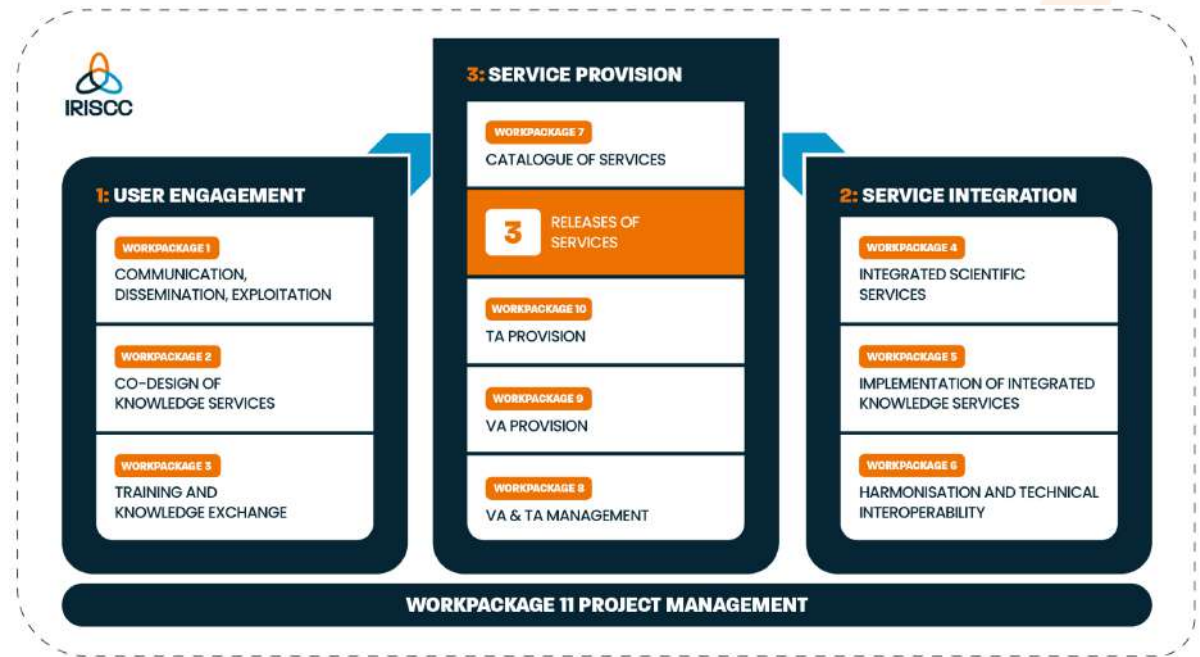 IRISCC
1: USER ENGAGEMENT
WORKPACKAGE 1
COMMUNICATION,
DISSEMINATION, EXPLOITATION
WORKPACKAGE 2
CO-DESIGN OF
KNOWLEDGE SERVICES
WORKPACKAGE 3
TRAINING AND
KNOWLEDGE EXCHANGE
3: SERVICE PROVISION
WORKPACKAGE 7
CATALOGUE OF SERVICES
3
RELEASES OF
SERVICES
WORKPACKAGE 10
TA PROVISION
WORKPACKAGE 9
VA PROVISION
WORKPACKAGE 8
VA & TA MANAGEMENT
2: SERVICE INTEGRATION
WORKPACKAGE 4
INTEGRATED SCIENTIFIC
SERVICES
WORKPACKAGE 5
IMPLEMENTATION OF INTEGRATED
KNOWLEDGE SERVICES
WORKPACKAGE 6
HARMONISATION AND TECHNICAL
INTEROPERABILITY
WORKPACKAGE 11 PROJECT MANAGEMENT